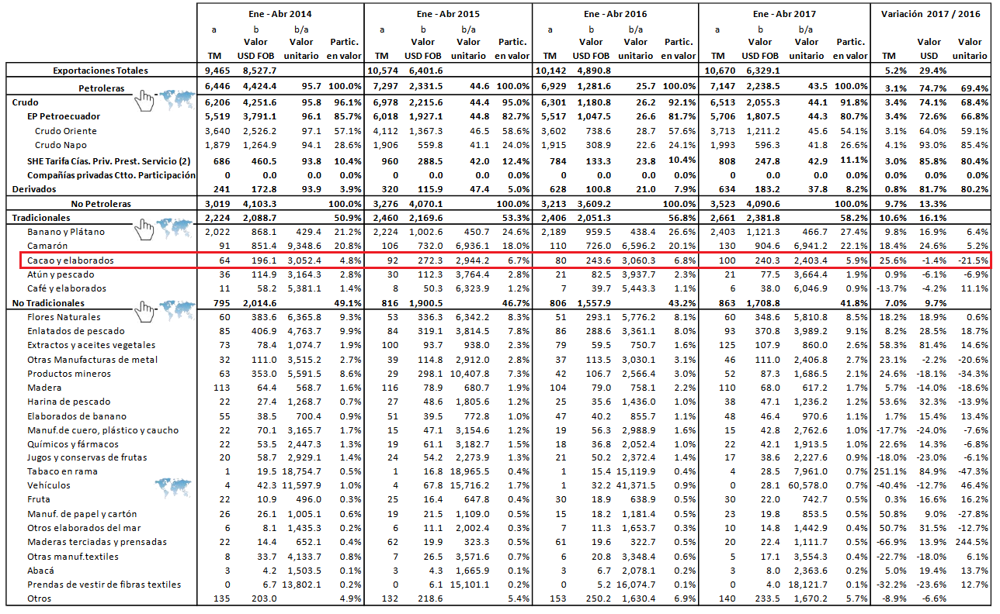 Ene - Abr 2014 Ene - Abr 2015 Ene - Abr 2016 Ene - Abr 2017 Variación 2017 / 2016
a b b/a a b b/a a b b/a a b b/a
Valor Valor Partic. Valor Valor Partic. Valor Valor Partic. Valor Valor Partic. Valor Valor
TM USD FOB unitario en valor TM USD FOB unitario en valor TM USD FOB unitario en valor TM USD FOB unitario en valor TM USD unitario
Exportaciones Totales 9,465 8,527.7 10,574 6,401.6 10,142 4,890.8 10,670 6,329.1 5.2% 29.4%
Petroleras 6,446 4,424.4 95.7 100.0% 7,297 2,331.5 44.6 100.0% 6,929 1,281.6 25.7 100.0% 7,147 2,238.5 43.5 100.0% 3.1% 74.7% 69.4%
Crudo 6,206 4,251.6 95.8 96.1% 6,978 2,215.6 44.4 95.0% 6,301 1,180.8 26.2 92.1% 6,513 2,055.3 44.1 91.8% 3.4% 74.1% 68.4%
EP Petroecuador 5,519 3,791.1 96.1 85.7% 6,018 1,927.1 44.8 82.7% 5,517 1,047.5 26.6 81.7% 5,706 1,807.5 44.3 80.7% 3.4% 72.6% 66.8%
Crudo Oriente 3,640 2,526.2 97.1 57.1% 4,112 1,367.3 46.5 58.6% 3,602 738.6 28.7 57.6% 3,713 1,211.2 45.6 54.1% 3.1% 64.0% 59.1%
Crudo Napo 1,879 1,264.9 94.1 28.6% 1,906 559.8 41.1 24.0% 1,915 308.9 22.6 24.1% 1,993 596.3 41.8 26.6% 4.1% 93.0% 85.4%
SHE Tarifa Cías. Priv. Prest. Servicio (2) 686 460.5 93.8 10.4% 960 288.5 42.0 12.4% 784 133.3 23.8 10.4% 808 247.8 42.9 11.1% 3.0% 85.8% 80.4%
Compañías privadas Ctto. Participación 0 0.0 0.0 0.0% 0 0.0 0.0 0.0% 0 0.0 0.0 0.0% 0 0.0 0.0 0.0% 0.0% 0.0% 0.0%
Derivados 241 172.8 93.9 3.9% 320 115.9 47.4 5.0% 628 100.8 21.0 7.9% 634 183.2 37.8 8.2% 0.8% 81.7% 80.2%
No Petroleras 3,019 4,103.3 100.0% 3,276 4,070.1 100.0% 3,213 3,609.2 100.0% 3,523 4,090.6 100.0% 9.7% 13.3%
Tradicionales 2,224 2,088.7 50.9% 2,460 2,169.6 53.3% 2,406 2,051.3 56.8% 2,661 2,381.8 58.2% 10.6% 16.1%
Banano y Plátano 2,022 868.1 429.4 21.2% 2,224 1,002.6 450.7 24.6% 2,189 959.5 438.4 26.6% 2,403 1,121.3 466.7 27.4% 9.8% 16.9% 6.4%
Camarón 91 851.4 9,348.6 20.8% 106 732.0 6,936.1 18.0% 110 726.0 6,596.2 20.1% 130 904.6 6,941.2 22.1% 18.4% 24.6% 5.2%
Cacao y elaborados 64 196.1 3,052.4 4.8% 92 272.3 2,944.2 6.7% 80 243.6 3,060.3 6.8% 100 240.3 2,403.4 5.9% 25.6% -1.4% -21.5%
Atún y pescado 36 114.9 3,164.3 2.8% 30 112.3 3,764.4 2.8% 21 82.5 3,937.7 2.3% 21 77.5 3,664.4 1.9% 0.9% -6.1% -6.9%
Café y elaborados 11 58.2 5,381.1 1.4% 8 50.3 6,323.9 1.2% 7 39.7 5,443.3 1.1% 6 38.0 6,046.9 0.9% -13.7% -4.2% 11.1%
No Tradicionales 795 2,014.6 49.1% 816 1,900.5 46.7% 806 1,557.9 43.2% 863 1,708.8 41.8% 7.0% 9.7%
Flores Naturales 60 383.6 6,365.8 9.3% 53 336.3 6,342.2 8.3% 51 293.1 5,776.2 8.1% 60 348.6 5,810.8 8.5% 18.2% 18.9% 0.6%
Enlatados de pescado 85 406.9 4,763.7 9.9% 84 319.1 3,814.5 7.8% 86 288.6 3,361.1 8.0% 93 370.8 3,989.2 9.1% 8.2% 28.5% 18.7%
Extractos y aceites vegetales 73 78.4 1,074.7 1.9% 100 93.7 938.0 2.3% 79 59.5 750.7 1.6% 125 107.9 860.0 2.6% 58.3% 81.4% 14.6%
Otras Manufacturas de metal 32 111.0 3,515.2 2.7% 39 114.8 2,912.0 2.8% 37 113.5 3,030.1 3.1% 46 111.0 2,406.8 2.7% 23.1% -2.2% -20.6%
Productos mineros 63 353.0 5,591.5 8.6% 29 298.1 10,407.8 7.3% 42 106.7 2,566.4 3.0% 52 87.3 1,686.5 2.1% 24.6% -18.1% -34.3%
Madera 113 64.4 568.7 1.6% 116 78.9 680.7 1.9% 104 79.0 758.1 2.2% 110 68.0 617.2 1.7% 5.7% -14.0% -18.6%
Harina de pescado 22 27.4 1,268.7 0.7% 27 48.6 1,805.6 1.2% 25 35.6 1,436.0 1.0% 38 47.1 1,236.2 1.2% 53.6% 32.3% -13.9%
Elaborados de banano 55 38.5 700.4 0.9% 51 39.5 772.8 1.0% 47 40.2 855.7 1.1% 48 46.4 970.6 1.1% 1.7% 15.4% 13.4%
Manuf.de cuero, plástico y caucho 22 70.1 3,165.7 1.7% 15 47.1 3,154.6 1.2% 19 56.3 2,988.9 1.6% 15 42.8 2,762.6 1.0% -17.7% -24.0% -7.6%
Químicos y fármacos 22 53.5 2,447.3 1.3% 19 61.1 3,182.7 1.5% 18 36.8 2,052.4 1.0% 22 42.1 1,913.5 1.0% 22.6% 14.3% -6.8%
Jugos y conservas de frutas 20 58.7 2,929.1 1.4% 24 54.2 2,273.9 1.3% 21 50.2 2,372.4 1.4% 17 38.6 2,227.6 0.9% -18.0% -23.0% -6.1%
Tabaco en rama 1 19.5 18,754.7 0.5% 1 16.8 18,965.5 0.4% 1 15.4 15,119.9 0.4% 4 28.5 7,961.0 0.7% 251.1% 84.9% -47.3%
Vehículos 4 42.3 11,597.9 1.0% 4 67.8 15,716.2 1.7% 1 32.2 41,371.5 0.9% 0 28.1 60,578.0 0.7% -40.4% -12.7% 46.4%
Fruta 22 10.9 496.0 0.3% 25 16.4 647.8 0.4% 30 18.9 638.9 0.5% 30 22.0 742.7 0.5% 0.3% 16.6% 16.2%
Manuf. de papel y cartón 26 26.1 1,005.1 0.6% 19 21.5 1,109.0 0.5% 15 18.2 1,181.4 0.5% 23 19.8 853.5 0.5% 50.8% 9.0% -27.8%
Otros elaborados del mar 6 8.1 1,435.3 0.2% 6 11.1 2,002.4 0.3% 7 11.3 1,653.7 0.3% 10 14.8 1,442.9 0.4% 50.7% 31.5% -12.7%
Maderas terciadas y prensadas 22 14.4 652.1 0.4% 62 19.9 323.3 0.5% 61 19.6 322.7 0.5% 20 22.4 1,111.7 0.5% -66.9% 13.9% 244.5%
Otras manuf.textiles 8 33.7 4,133.7 0.8% 7 26.5 3,571.6 0.7% 6 20.8 3,348.4 0.6% 5 17.1 3,554.3 0.4% -22.7% -18.0% 6.1%
Abacá 3 4.2 1,503.5 0.1% 3 4.3 1,665.9 0.1% 3 6.7 2,078.1 0.2% 3 8.0 2,363.6 0.2% 5.0% 19.4% 13.7%
Prendas de vestir de fibras textiles 0 6.7 13,802.1 0.2% 0 6.1 15,101.1 0.2% 0 5.2 16,074.7 0.1% 0 4.0 18,121.7 0.1% -32.2% -23.6% 12.7%
Otros 135 203.0 4.9% 132 218.6 5.4% 153 250.2 1,630.4 6.9% 140 233.5 1,670.2 5.7% -8.9% -6.6%